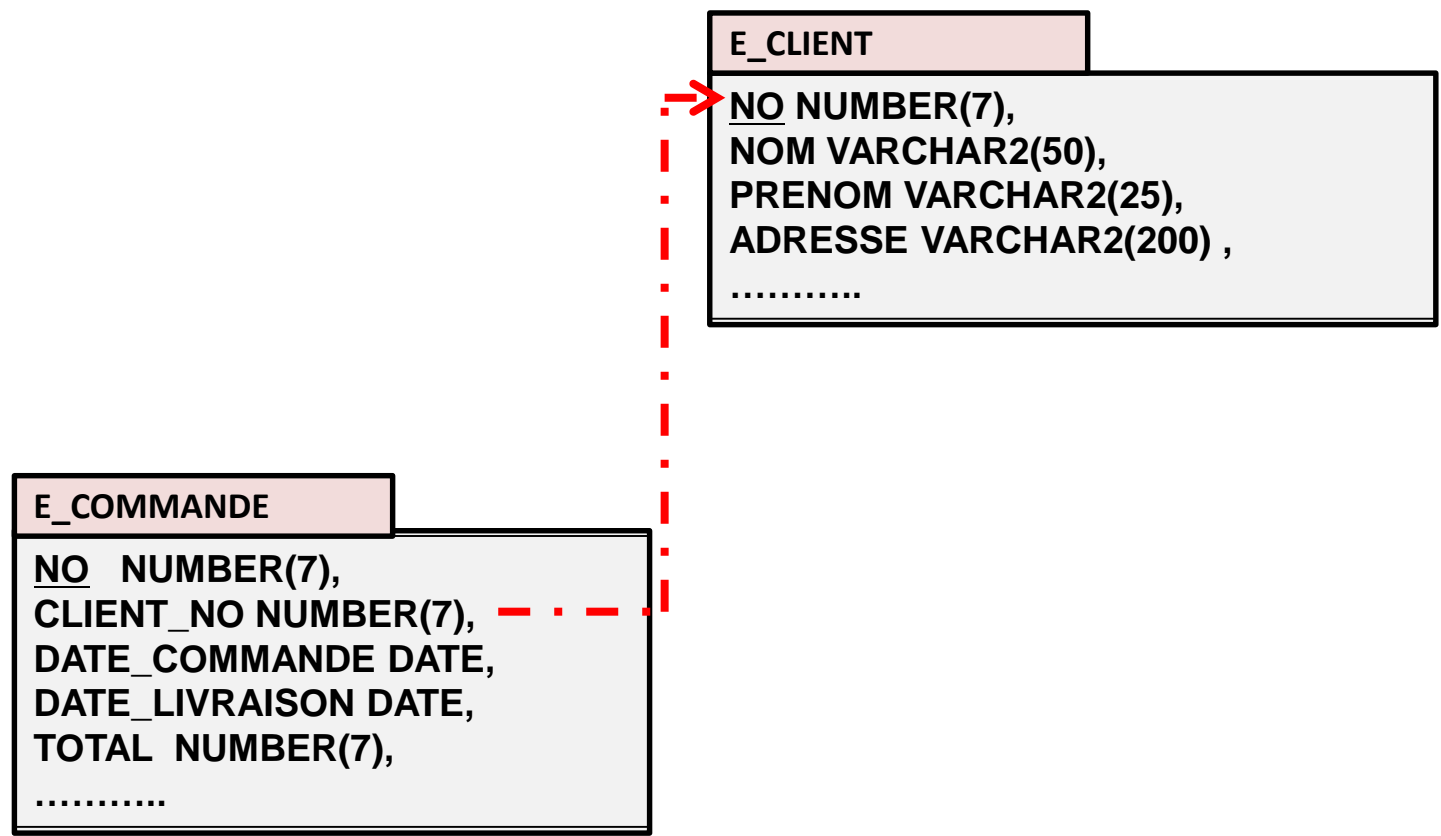 E_CLIENT
NO NUMBER(7),
NOM VARCHAR2(50),
PRENOM VARCHAR2(25),
ADRESSE VARCHAR2(200) ,
………..
E_COMMANDE
NO NUMBER(7),
CLIENT_NO NUMBER(7),
DATE_COMMANDE DATE,
DATE_LIVRAISON DATE,
TOTAL NUMBER(7),
………..